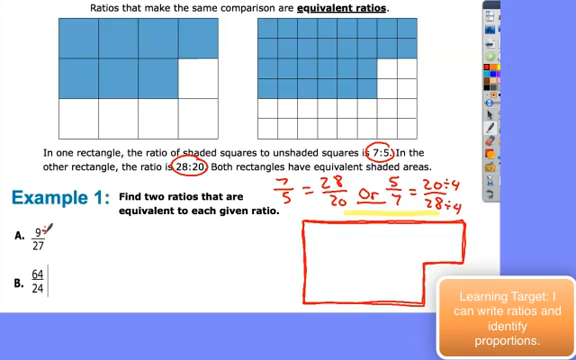 Ratios that make the same comparison are equivalent ratios.
In one rectangle, the ratio of shaded squares to unshaded squares is 7:5. In the
other rectangle, the ratio is 28:20. Both rectangles have equivalent shaded areas.
7/5 = 28/20 Or 5/7 = 20÷4/28÷4
Example 1: Find two ratios that are
equivalent to each given ratio.
A. 9÷/27
B. 64/24
Learning Target: I
can write ratios and
identify
proportions.